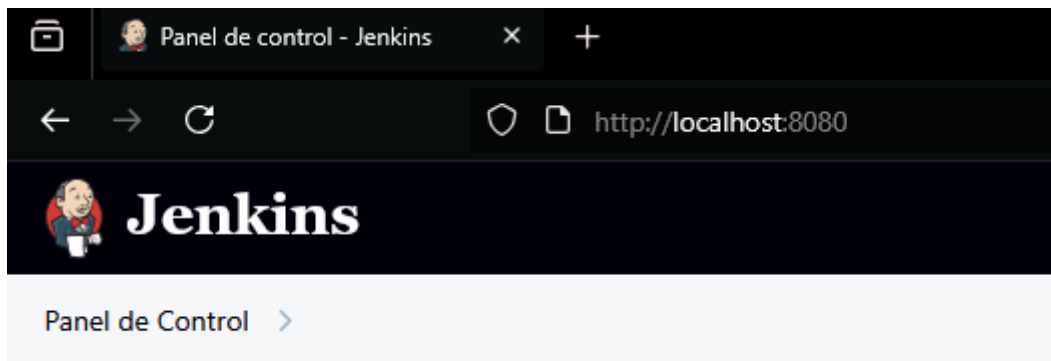 Panel de control - Jenkins
http://localhost:8080
Jenkins
Panel de Control